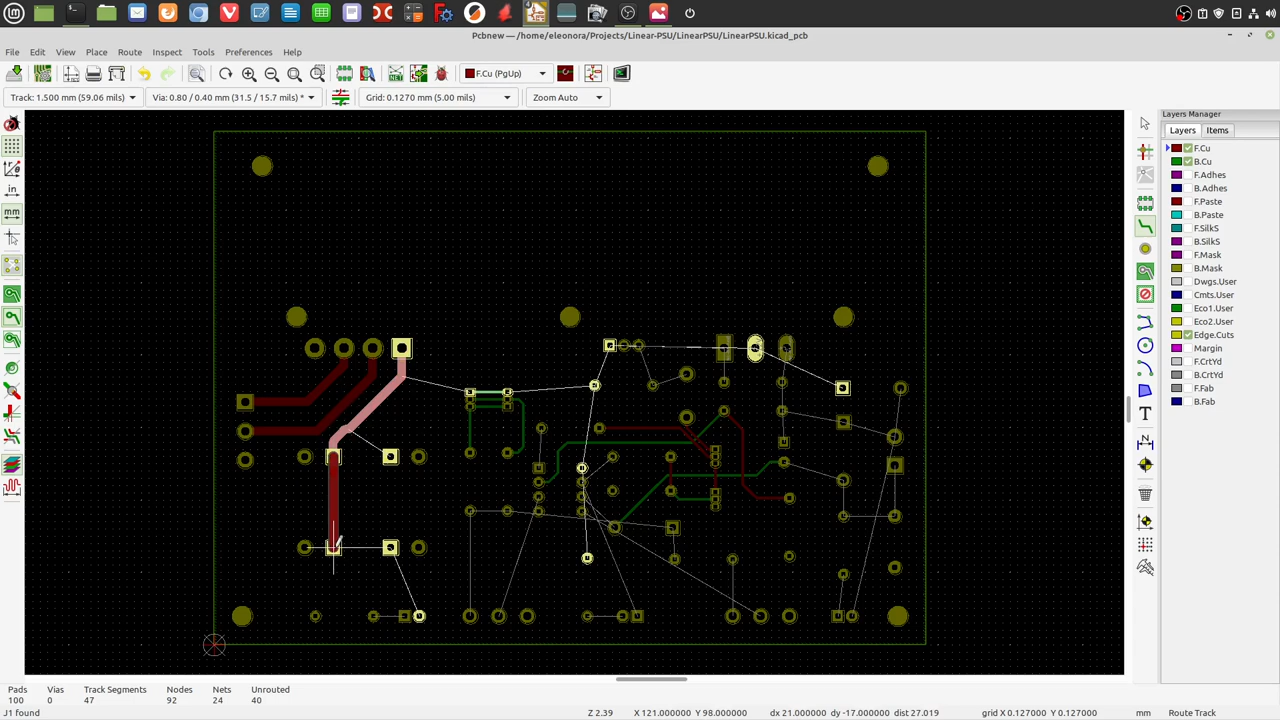 Pcbnew — /home/eleonora/Projects/Linear-PSU/LinearPSU/LinearPSU.kicad_pcb
File Edit View Place Route Inspect Tools Preferences Help
F.Cu (PgUp)
Track: 1.500 mm (59.06 mils) Via: 0.80 / 0.40 mm (31.5 / 15.7 mils) * Grid: 0.1270 mm (5.00 mils) Zoom Auto
Layers Manager
Layers Items
F.Cu
B.Cu
F.Adhes
B.Adhes
F.Paste
B.Paste
F.SilkS
B.SilkS
F.Mask
B.Mask
Dwgs.User
Cmts.User
Eco1.User
Eco2.User
Edge.Cuts
Margin
F.CrtYd
B.CrtYd
F.Fab
B.Fab
in
mm
Pads Vias Track Segments Nodes Nets Unrouted
100 0 47 92 24 40
J1 found Z 2.39 X 121.000000 Y 98.000000 dx 21.000000 dy -17.000000 dist 27.019 grid X 0.127000 Y 0.127000 mm Route Track